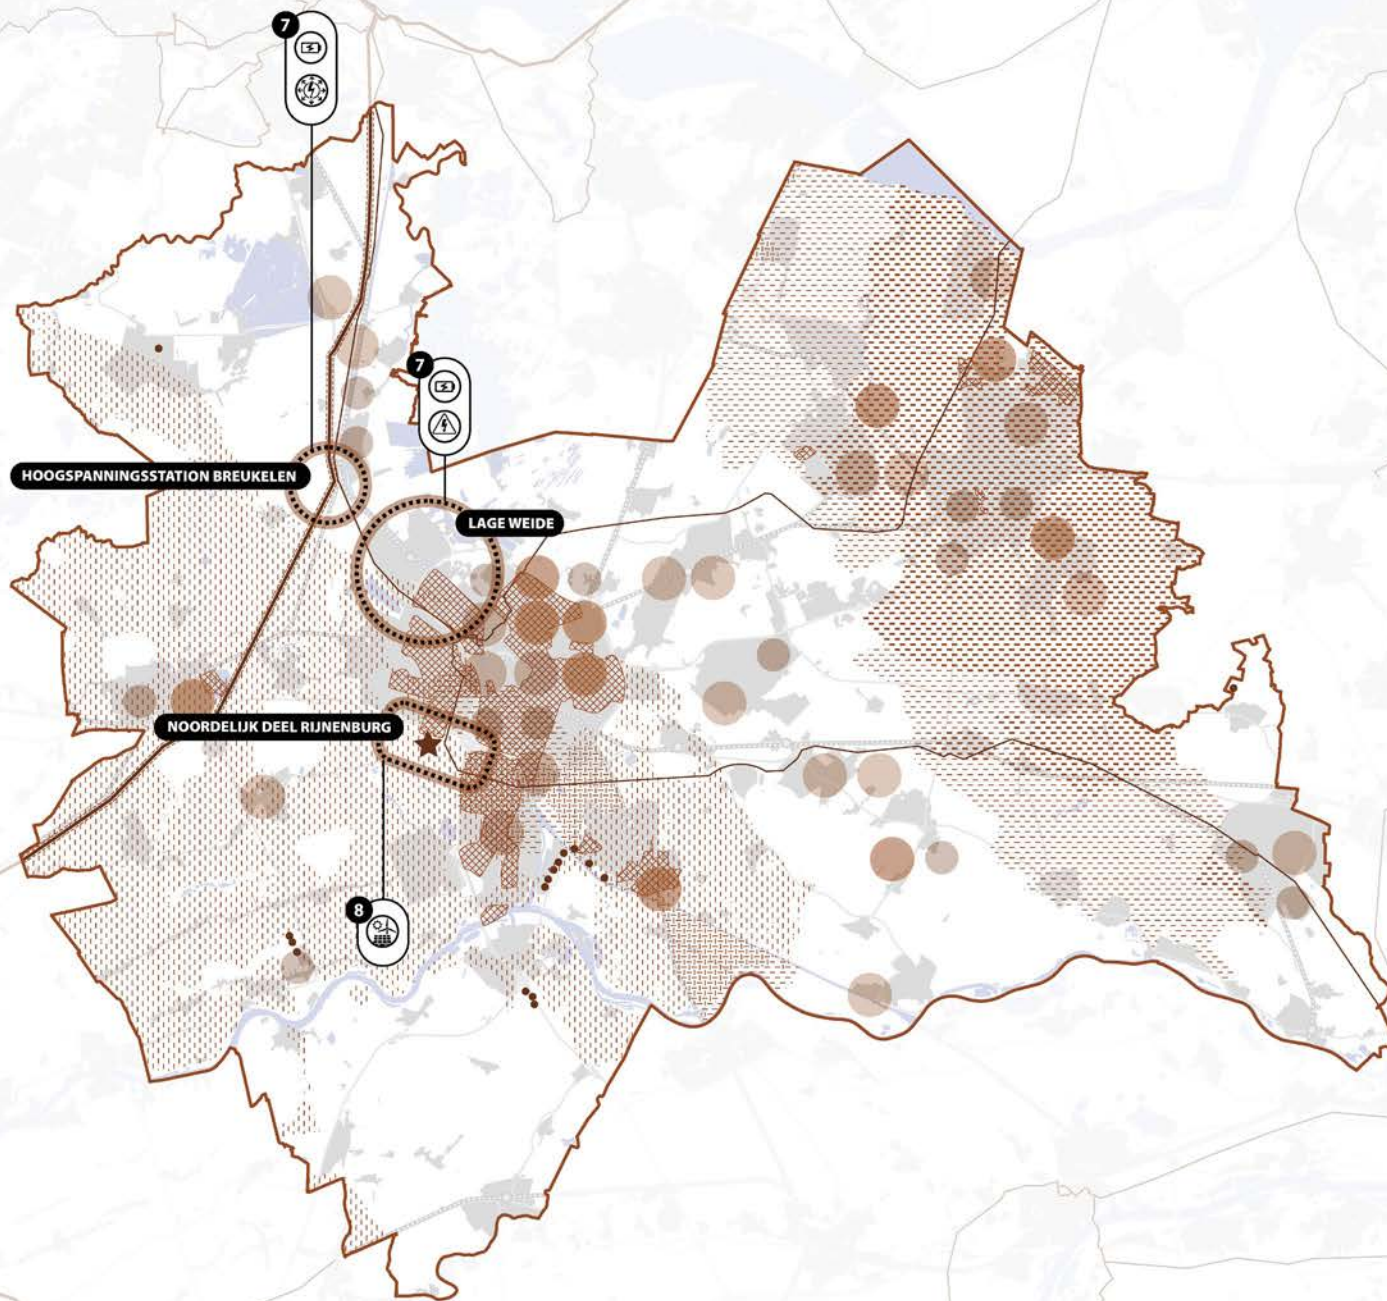 7
7
HOOGSPANNINGSSTATION BREUKELEN
LAGE WEIDE
NOORDELIJK DEEL RIJNENBURG
8